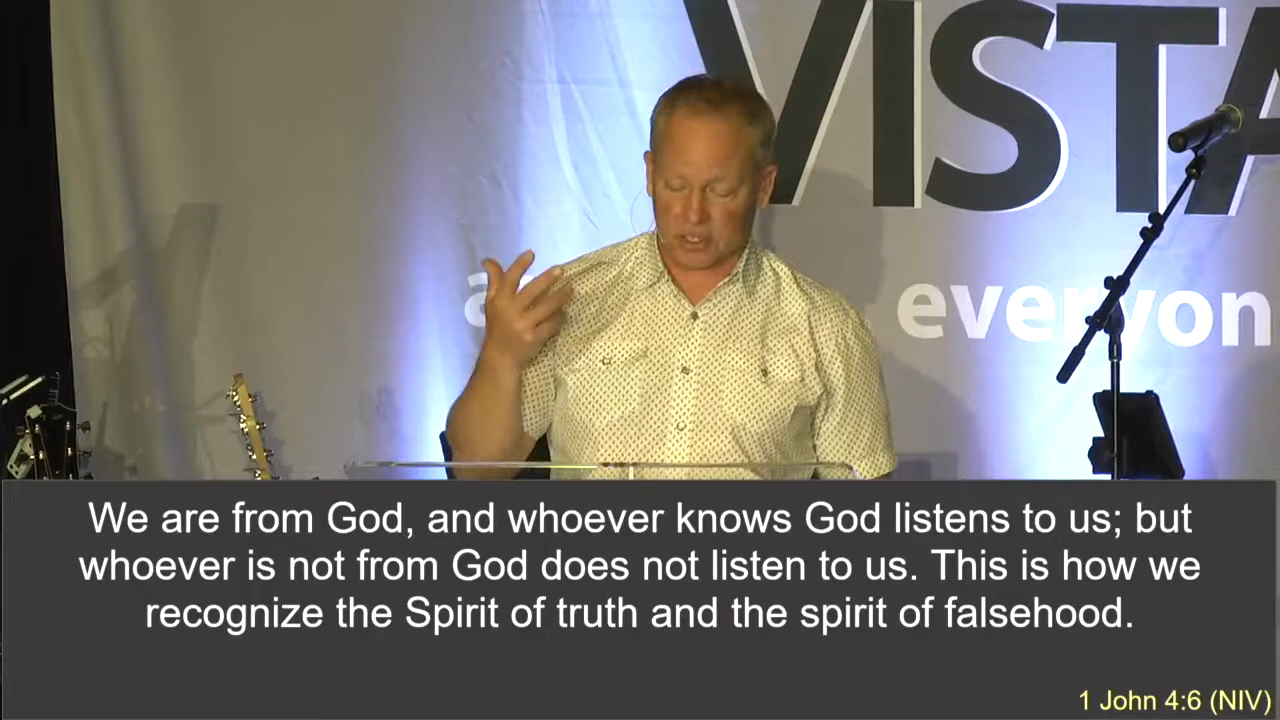 VISTA
everyon
We are from God, and whoever knows God listens to us; but
whoever is not from God does not listen to us. This is how we
recognize the Spirit of truth and the spirit of falsehood.
1 John 4:6 (NIV)